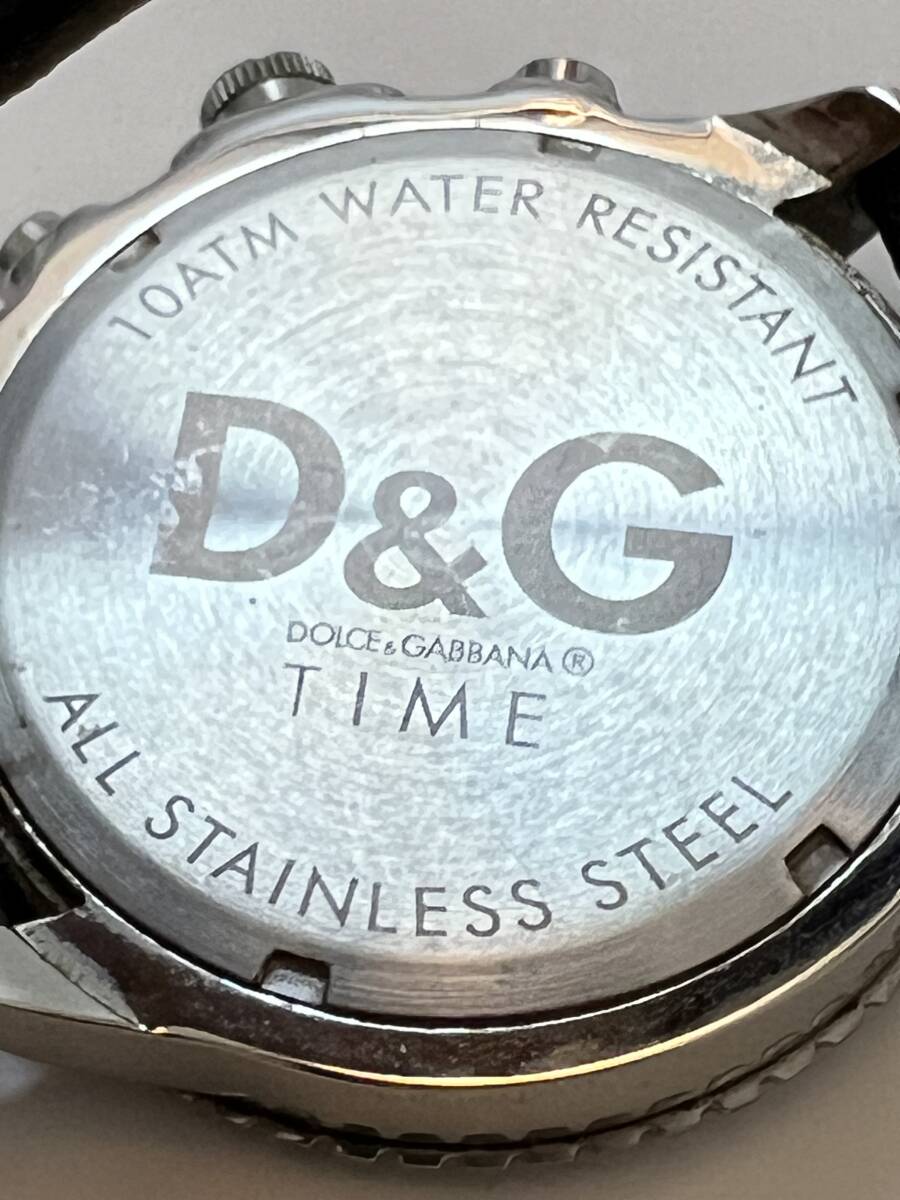 10ATM WATER RESISTANT
D&G
DOLCE&GABBANA ®
TIME
ALL STAINLESS STEEL